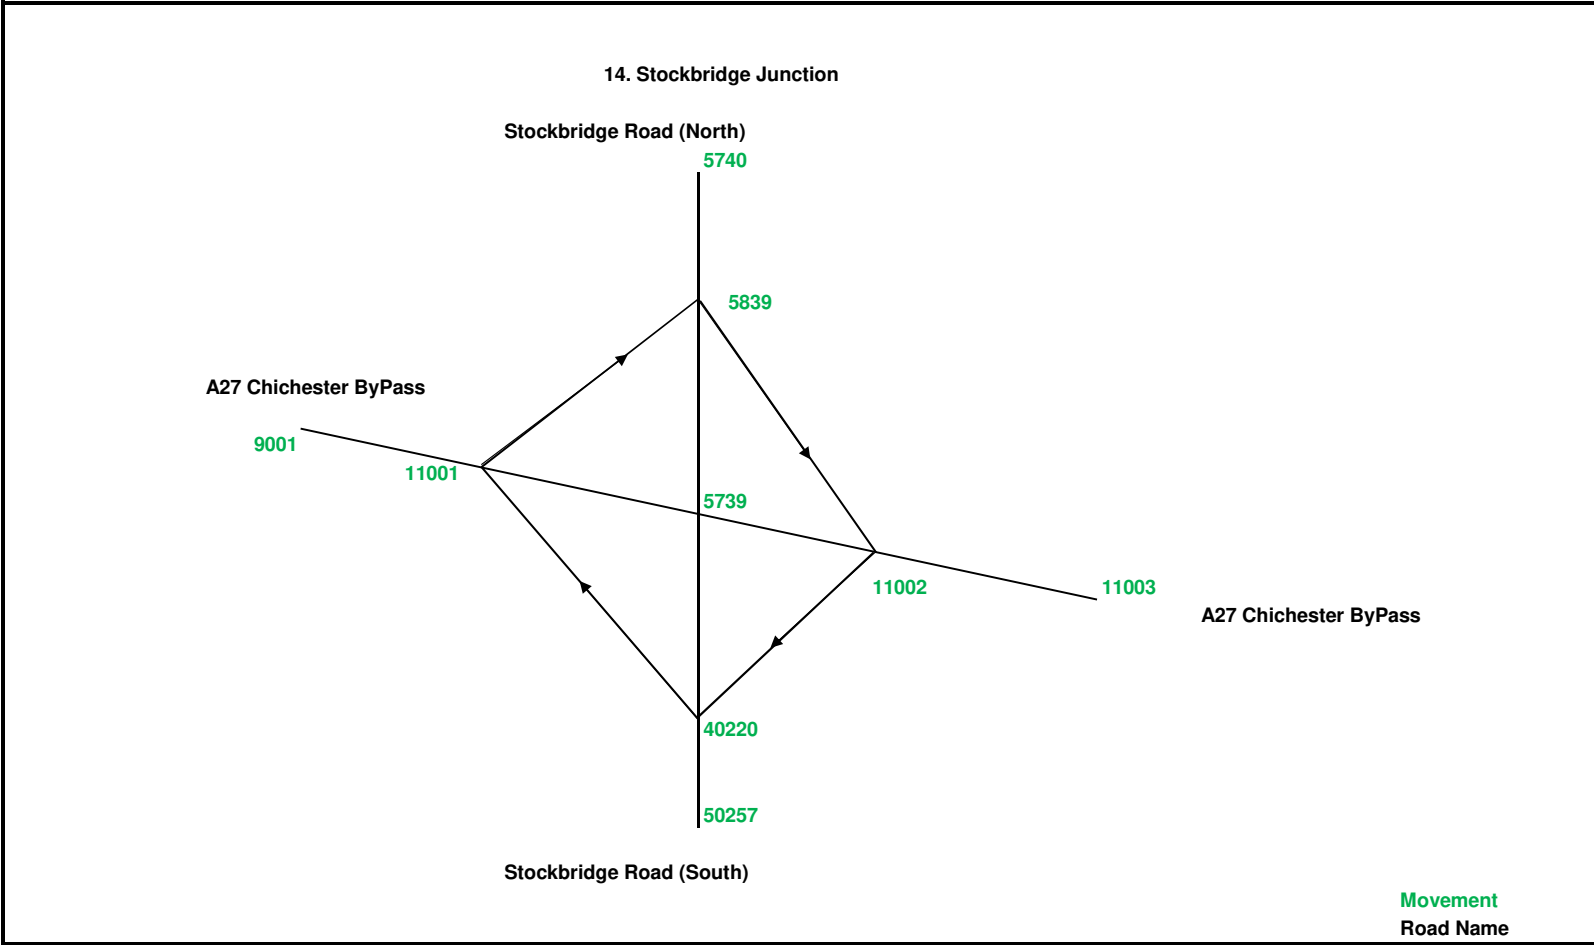 14. Stockbridge Junction
Stockbridge Road (North)
5740
5839
A27 Chichester ByPass
9001
11001
5739
11002
11003
A27 Chichester ByPass
40220
50257
Stockbridge Road (South)
Movement
Road Name